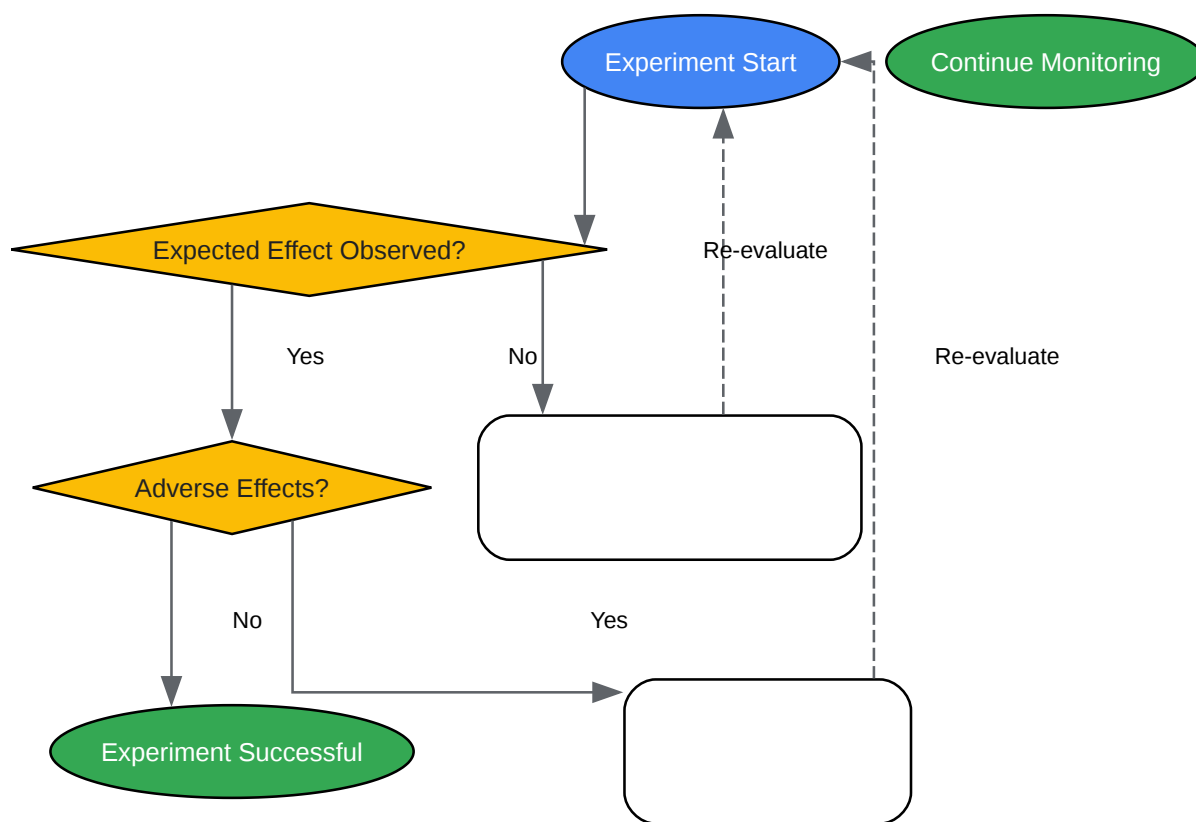 Experiment Start
Continue Monitoring
Expected Effect Observed?
Re-evaluate
Yes
No
Re-evaluate
Adverse Effects?
No
Yes
Experiment Successful